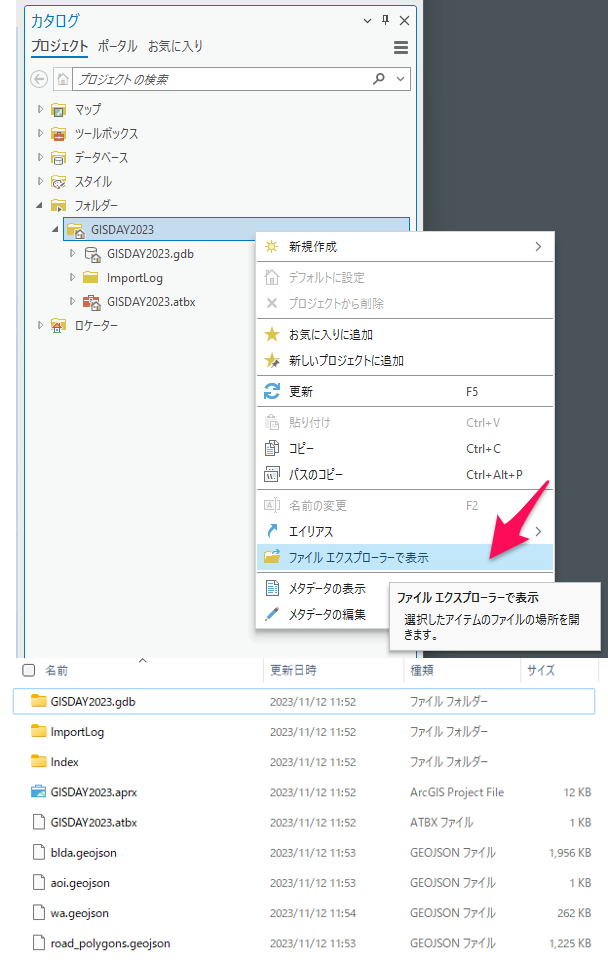 カタログ
プロジェクト ポータル お気に入り
プロジェクトの検索
マップ
ツールボックス
データベース
スタイル
フォルダー
GISDAY2023
GISDAY2023.gdb
ImportLog
GISDAY2023.atbx
ロケーター
新規作成
デフォルトに設定
プロジェクトから削除
お気に入りに追加
新しいプロジェクトに追加
更新 F5
貼り付け Ctrl+V
コピー Ctrl+C
パスのコピー Ctrl+Alt+P
名前の変更 F2
エイリアス
ファイル エクスプローラーで表示
メタデータの表示
メタデータの編集
ファイル エクスプローラーで表示
選択したアイテムのファイルの場所を開
きます。
名前 更新日時 種類 サイズ
GISDAY2023.gdb 2023/11/12 11:52 ファイル フォルダー
ImportLog 2023/11/12 11:52 ファイル フォルダー
Index 2023/11/12 11:52 ファイル フォルダー
GISDAY2023.aprx 2023/11/12 11:52 ArcGIS Project File 12 KB
GISDAY2023.atbx 2023/11/12 11:52 ATBX ファイル 1 KB
blda.geojson 2023/11/12 11:53 GEOJSON ファイル 1,956 KB
aoi.geojson 2023/11/12 11:53 GEOJSON ファイル 1 KB
wa.geojson 2023/11/12 11:54 GEOJSON ファイル 262 KB
road_polygons.geojson 2023/11/12 11:53 GEOJSON ファイル 1,225 KB